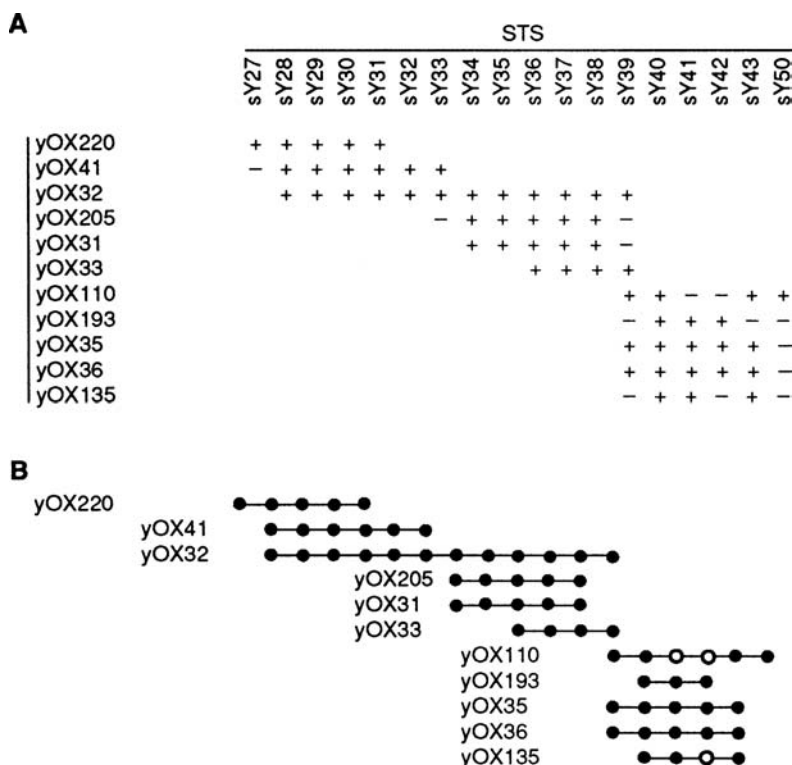 A
STS
sY27 sY28 sY29 sY30 sY31 sY32 sY33 sY34 sY35 sY36 sY37 sY38 sY39 sY40 sY41 sY42 sY43 sY50
yOX220 + + + + +
yOX41 − + + + + + +
yOX32 + + + + + + + + + + + +
yOX205 − + + + + + −
yOX31 + + + + + −
yOX33 + + + +
yOX110 + + − − + +
yOX193 − + + + − −
yOX35 + + + + + −
yOX36 + + + + + −
yOX135 − + + − + −
B
yOX220
yOX41
yOX32
yOX205
yOX31
yOX33
yOX110
yOX193
yOX35
yOX36
yOX135